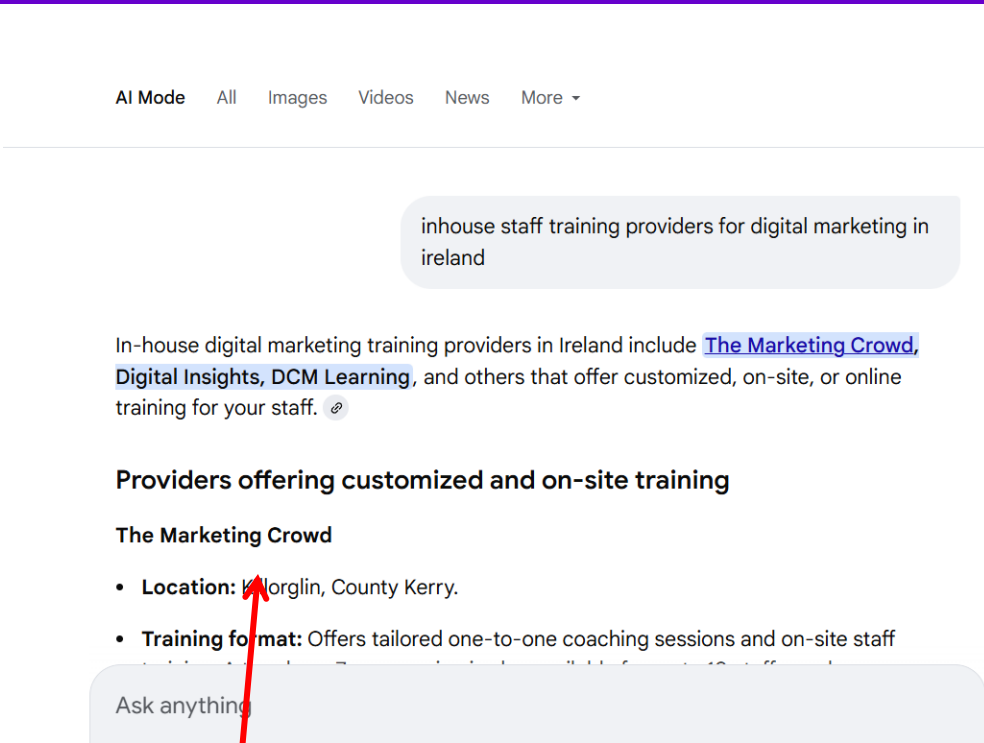 AI Mode All Images Videos News More
inhouse staff training providers for digital marketing in
ireland
In-house digital marketing training providers in Ireland include The Marketing Crowd,
Digital Insights, DCM Learning, and others that offer customized, on-site, or online
training for your staff.
Providers offering customized and on-site training
The Marketing Crowd
• Location: Killorglin, County Kerry.
• Training format: Offers tailored one-to-one coaching sessions and on-site staff
Ask anything